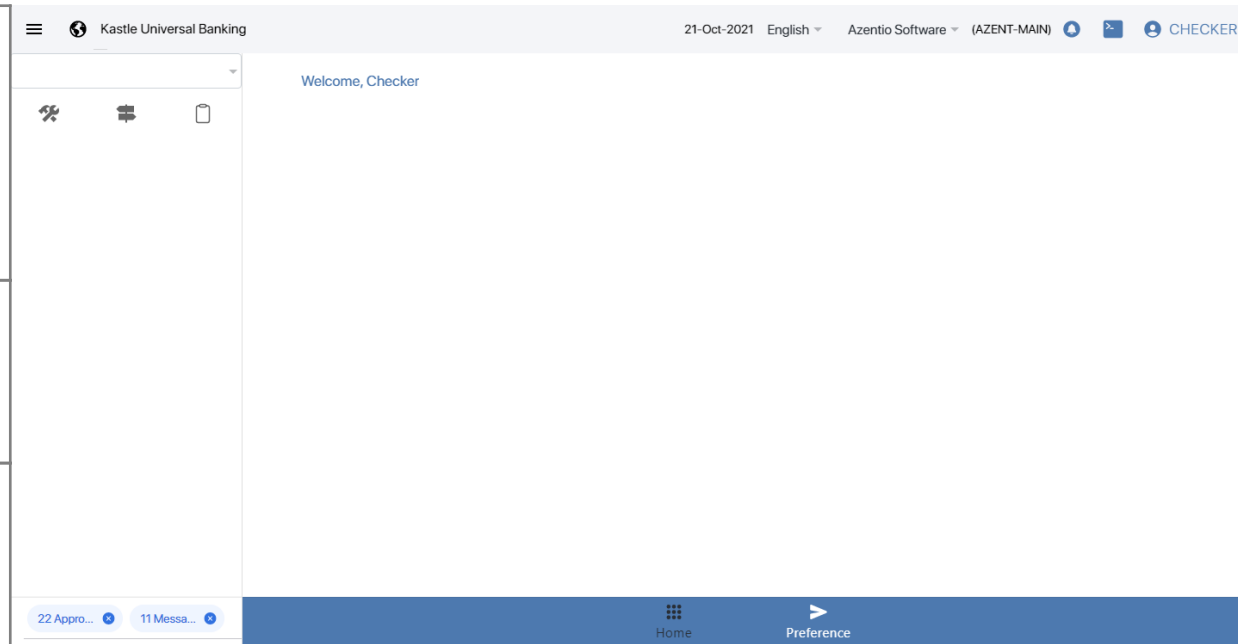 Kastle Universal Banking 21-Oct-2021 English Azentio Software (AZENT-MAIN) CHECKER
Welcome, Checker
22 Appro... 11 Messa...
Home Preference